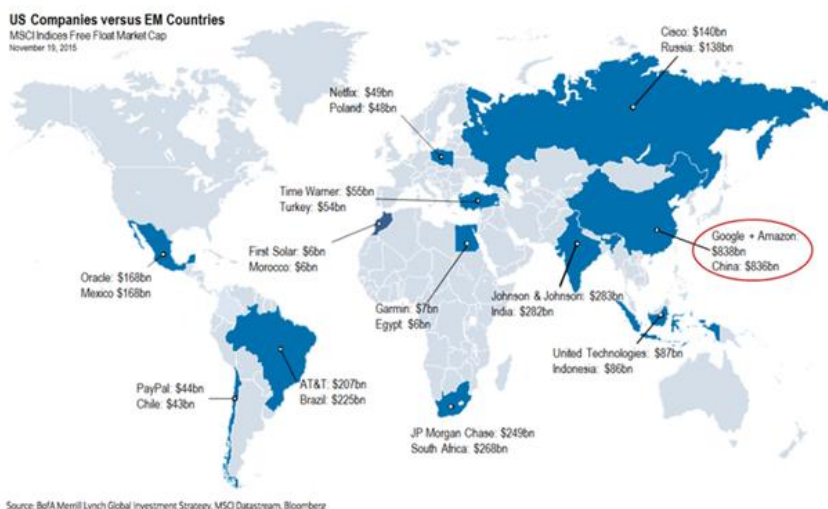 US Companies versus EM Countries
MSCI Indices Free Float Market Cap
November 19, 2015
Cisco: $140bn
Russia: $138bn
Netflix: $49bn
Poland: $48bn
Time Warner: $55bn
Turkey: $54bn
First Solar: $6bn
Morocco: $6bn
Google + Amazon:
$838bn
China: $836bn
Oracle: $168bn
Mexico $168bn
Garmin: $7bn
Egypt: $6bn
Johnson & Johnson: $283bn
India: $282bn
United Technologies: $87bn
Indonesia: $86bn
PayPal: $44bn
Chile: $43bn
AT&T: $207bn
Brazil: $225bn
JP Morgan Chase: $249bn
South Africa: $268bn
Source: BofA Merrill Lynch Global Investment Strategy, MSCI Datastream, Bloomberg